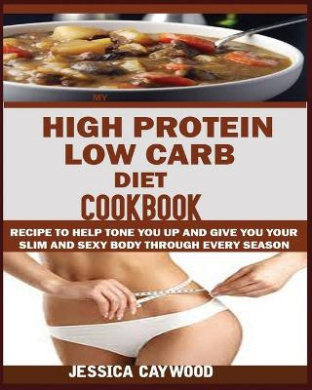 MY
HIGH PROTEIN
LOW CARB
DIET
COOKBOOK
RECIPE TO HELP TONE YOU UP AND GIVE YOU YOUR
SLIM AND SEXY BODY THROUGH EVERY SEASON
JESSICA CAYWOOD